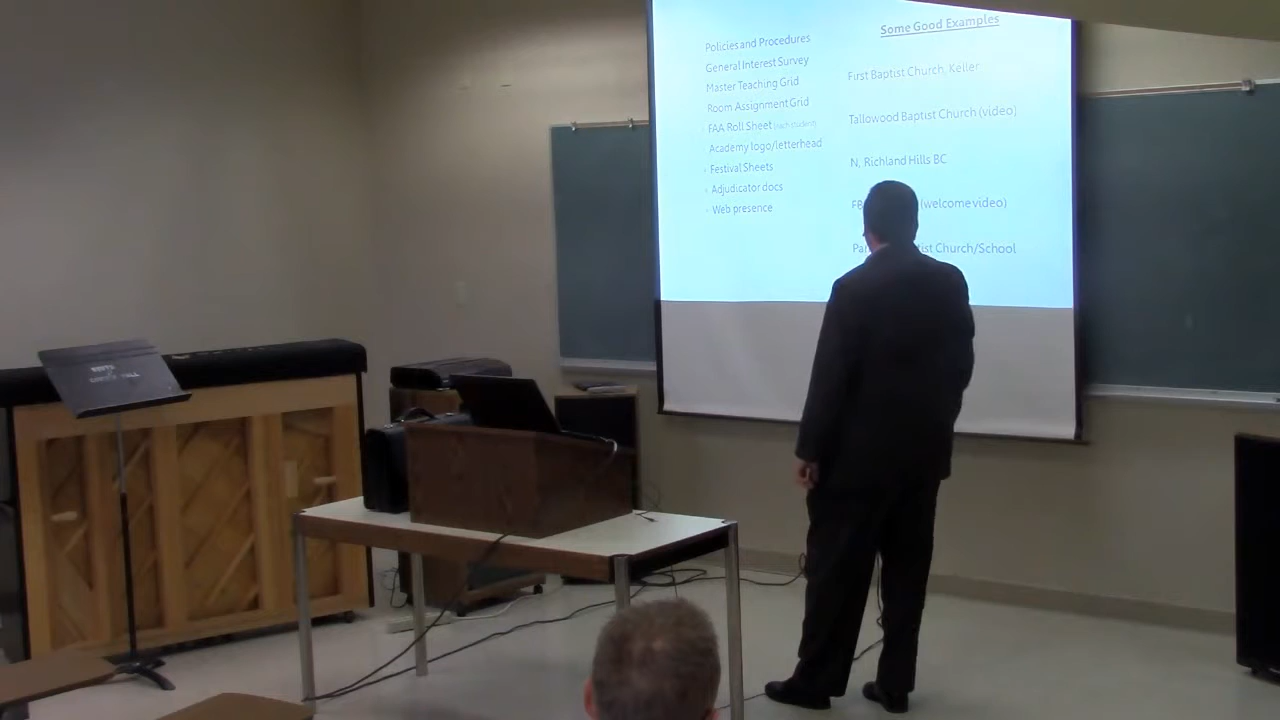 Some Good Examples
Policies and Procedures
General Interest Survey
Master Teaching Grid
Room Assignment Grid
FAA Roll Sheet (each student)
Academy logo/letterhead
Festival Sheets
Adjudicator docs
Web presence
First Baptist Church, Keller
Tallowood Baptist Church (video)
N, Richland Hills BC
(welcome video)
Church/School